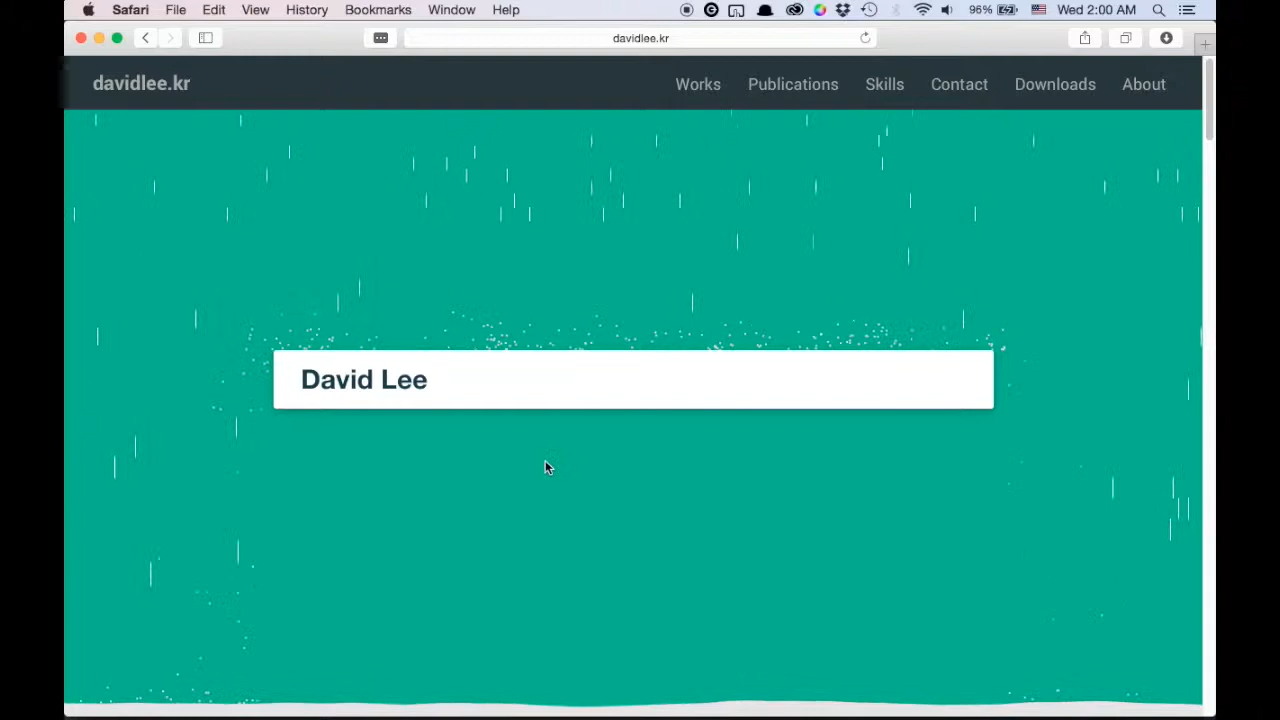 Safari File Edit View History Bookmarks Window Help 96% Wed 2:00 AM
davidlee.kr
davidlee.kr Works Publications Skills Contact Downloads About
David Lee